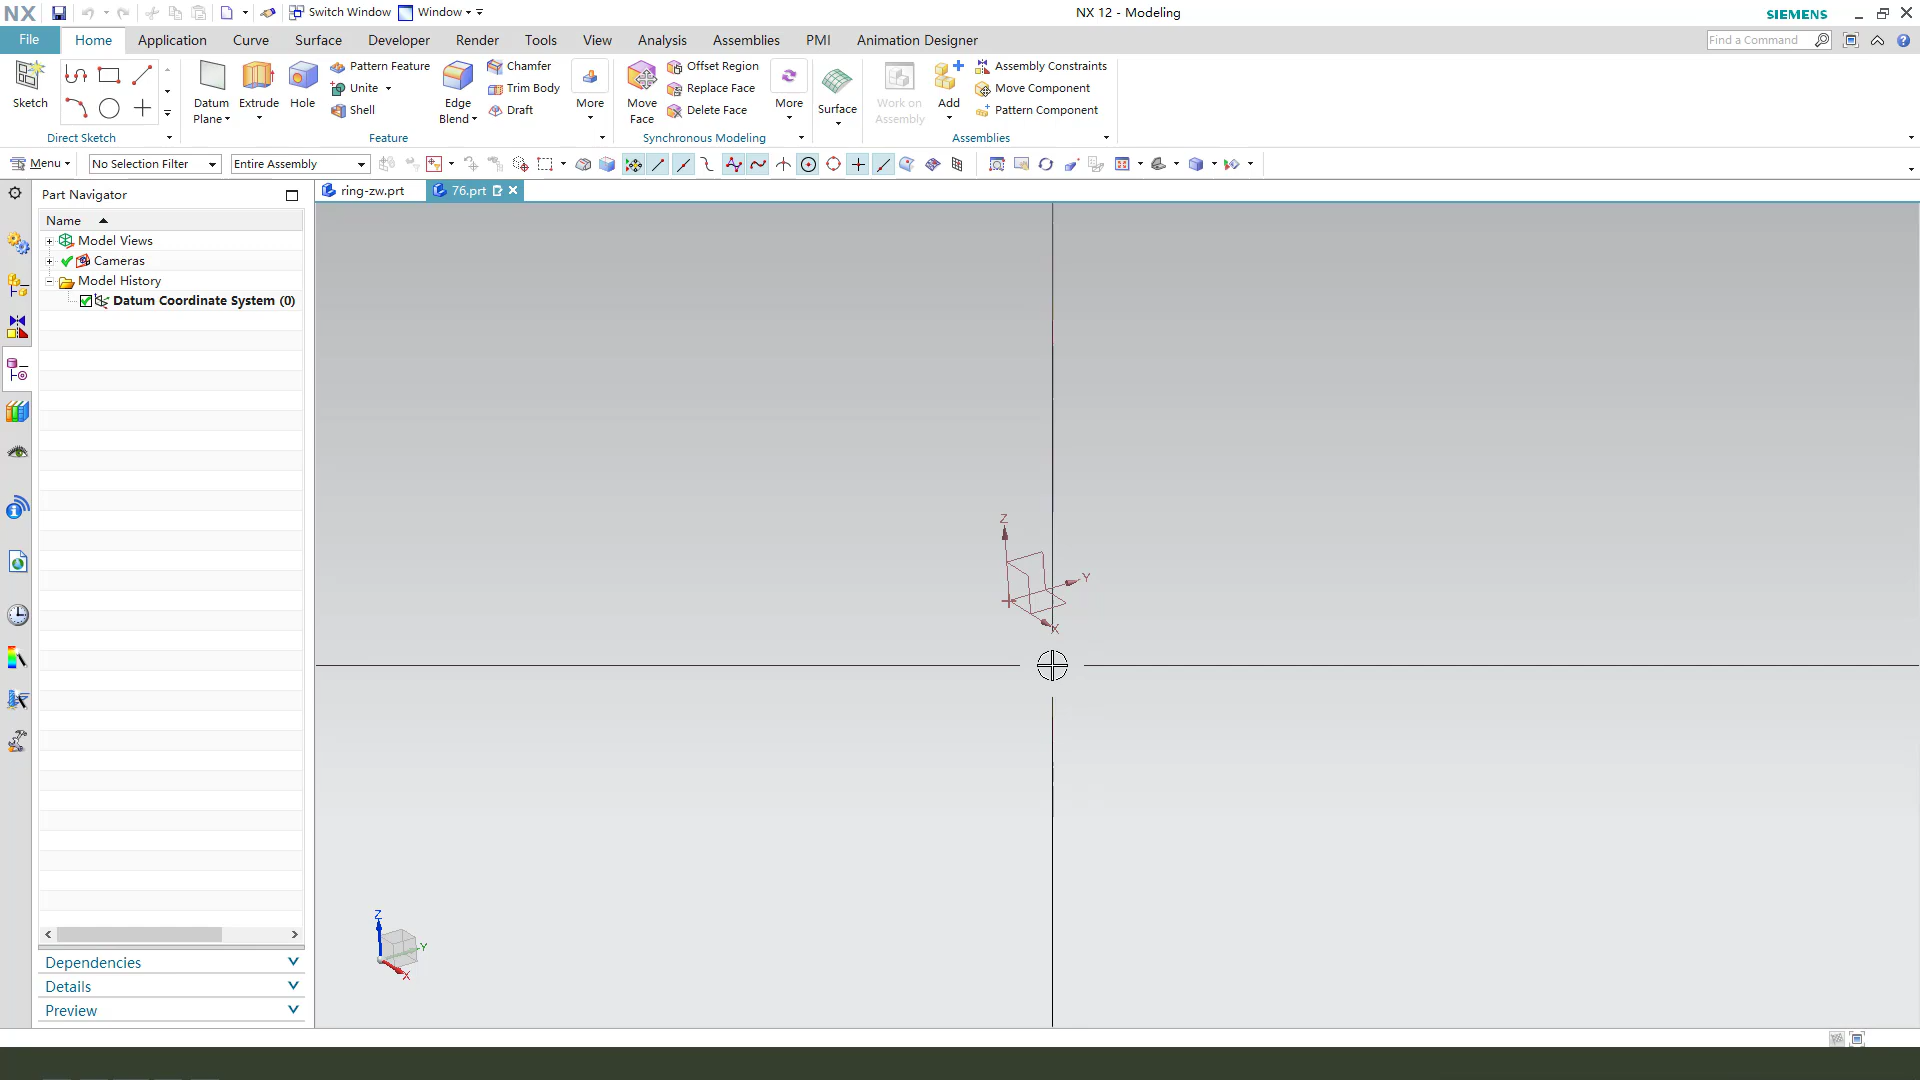 NX
Switch Window
Window
NX 12 - Modeling
SIEMENS
File
Home
Application
Curve
Surface
Developer
Render
Tools
View
Analysis
Assemblies
PMI
Animation Designer
Find a Command
Sketch
Direct Sketch
Datum
Plane
Extrude
Hole
Pattern Feature
Unite
Shell
Edge
Blend
Chamfer
Trim Body
Draft
More
Feature
Move
Face
Offset Region
Replace Face
Delete Face
More
Synchronous Modeling
Surface
Work on
Assembly
Add
Assembly Constraints
Move Component
Pattern Component
Assemblies
Menu
No Selection Filter
Entire Assembly
Part Navigator
ring-zw.prt
76.prt
Name
Model Views
Cameras
Model History
Datum Coordinate System (0)
Z
Y
X
Z
Y
X
Dependencies
Details
Preview